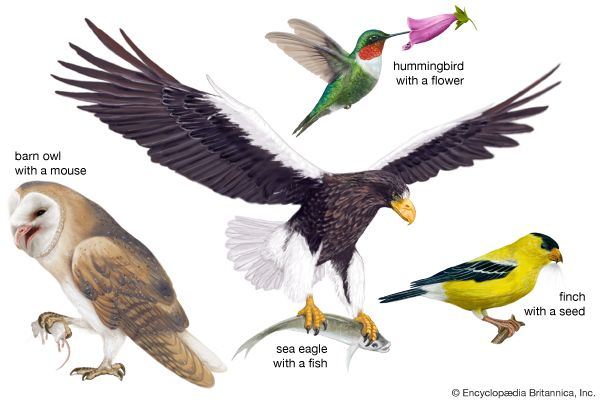 hummingbird
with a flower
barn owl
with a mouse
finch
with a seed
sea eagle
with a fish
© Encyclopædia Britannica, Inc.